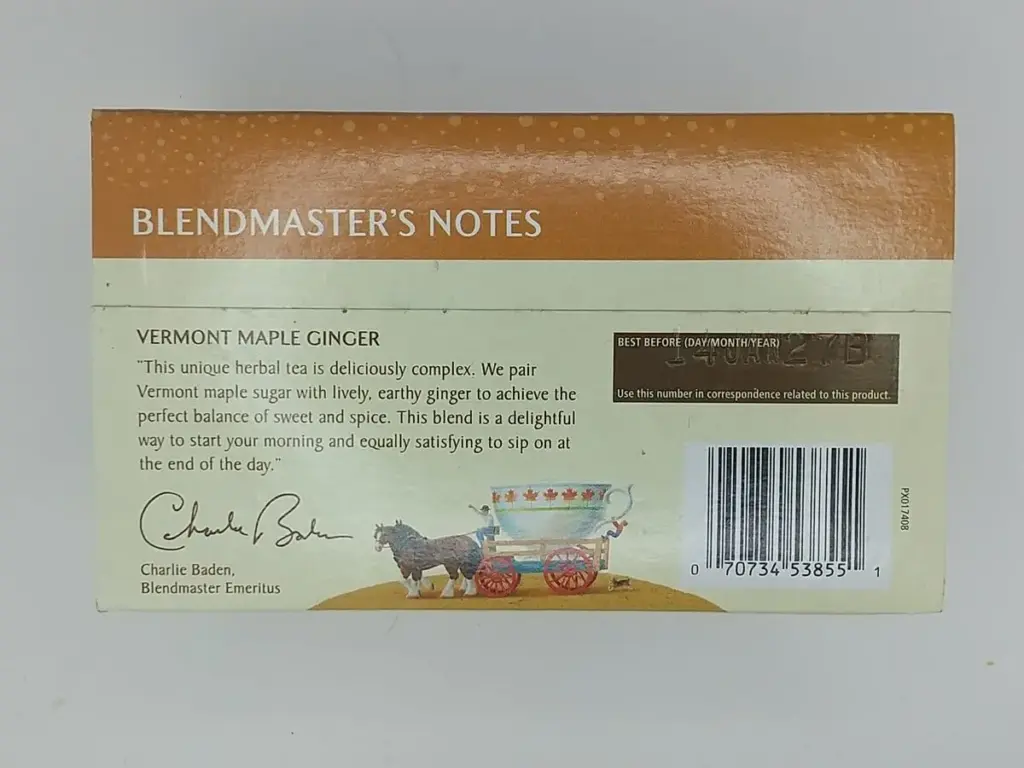 BLENDMASTER'S NOTES
VERMONT MAPLE GINGER
"This unique herbal tea is deliciously complex. We pair
Vermont maple sugar with lively, earthy ginger to achieve the
perfect balance of sweet and spice. This blend is a delightful
way to start your morning and equally satisfying to sip on at
the end of the day."
Charlie Baden
Charlie Baden,
Blendmaster Emeritus
BEST BEFORE (DAY/MONTH/YEAR)
14JAN27B
Use this number in correspondence related to this product.
PX017408
0 70734 53855 1